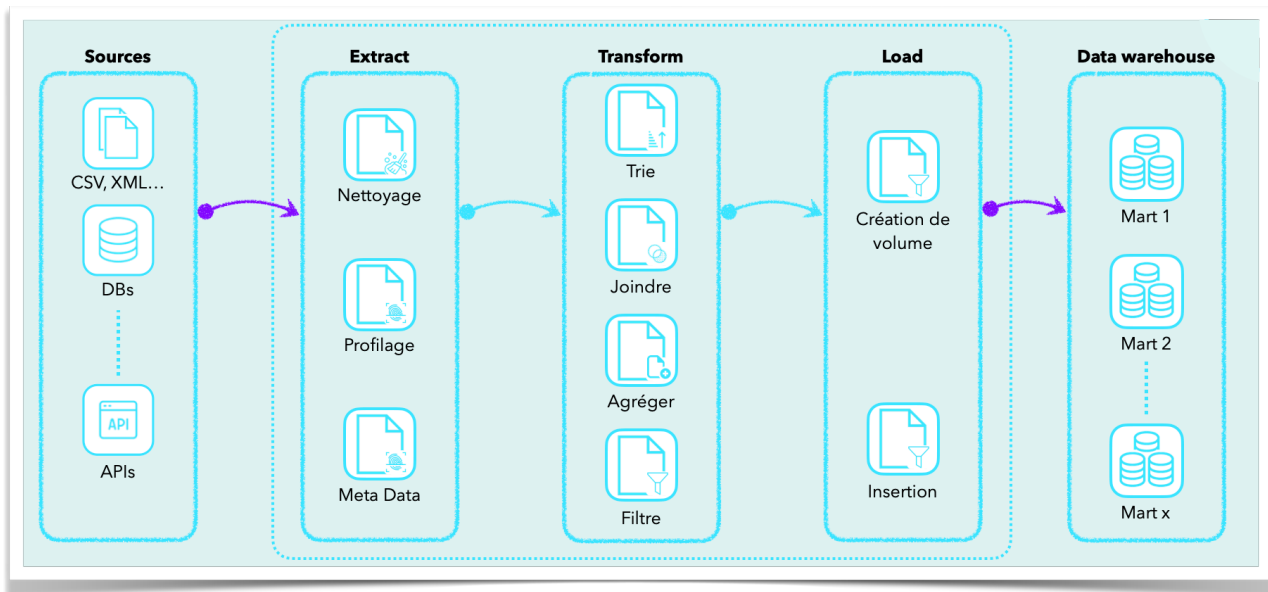 Sources
CSV, XML...
DBs
API
APIs
Extract
Nettoyage
Profilage
Meta Data
Transform
Trie
Joindre
Agréger
Filtre
Load
Création de
volume
Insertion
Data warehouse
Mart 1
Mart 2
Mart x